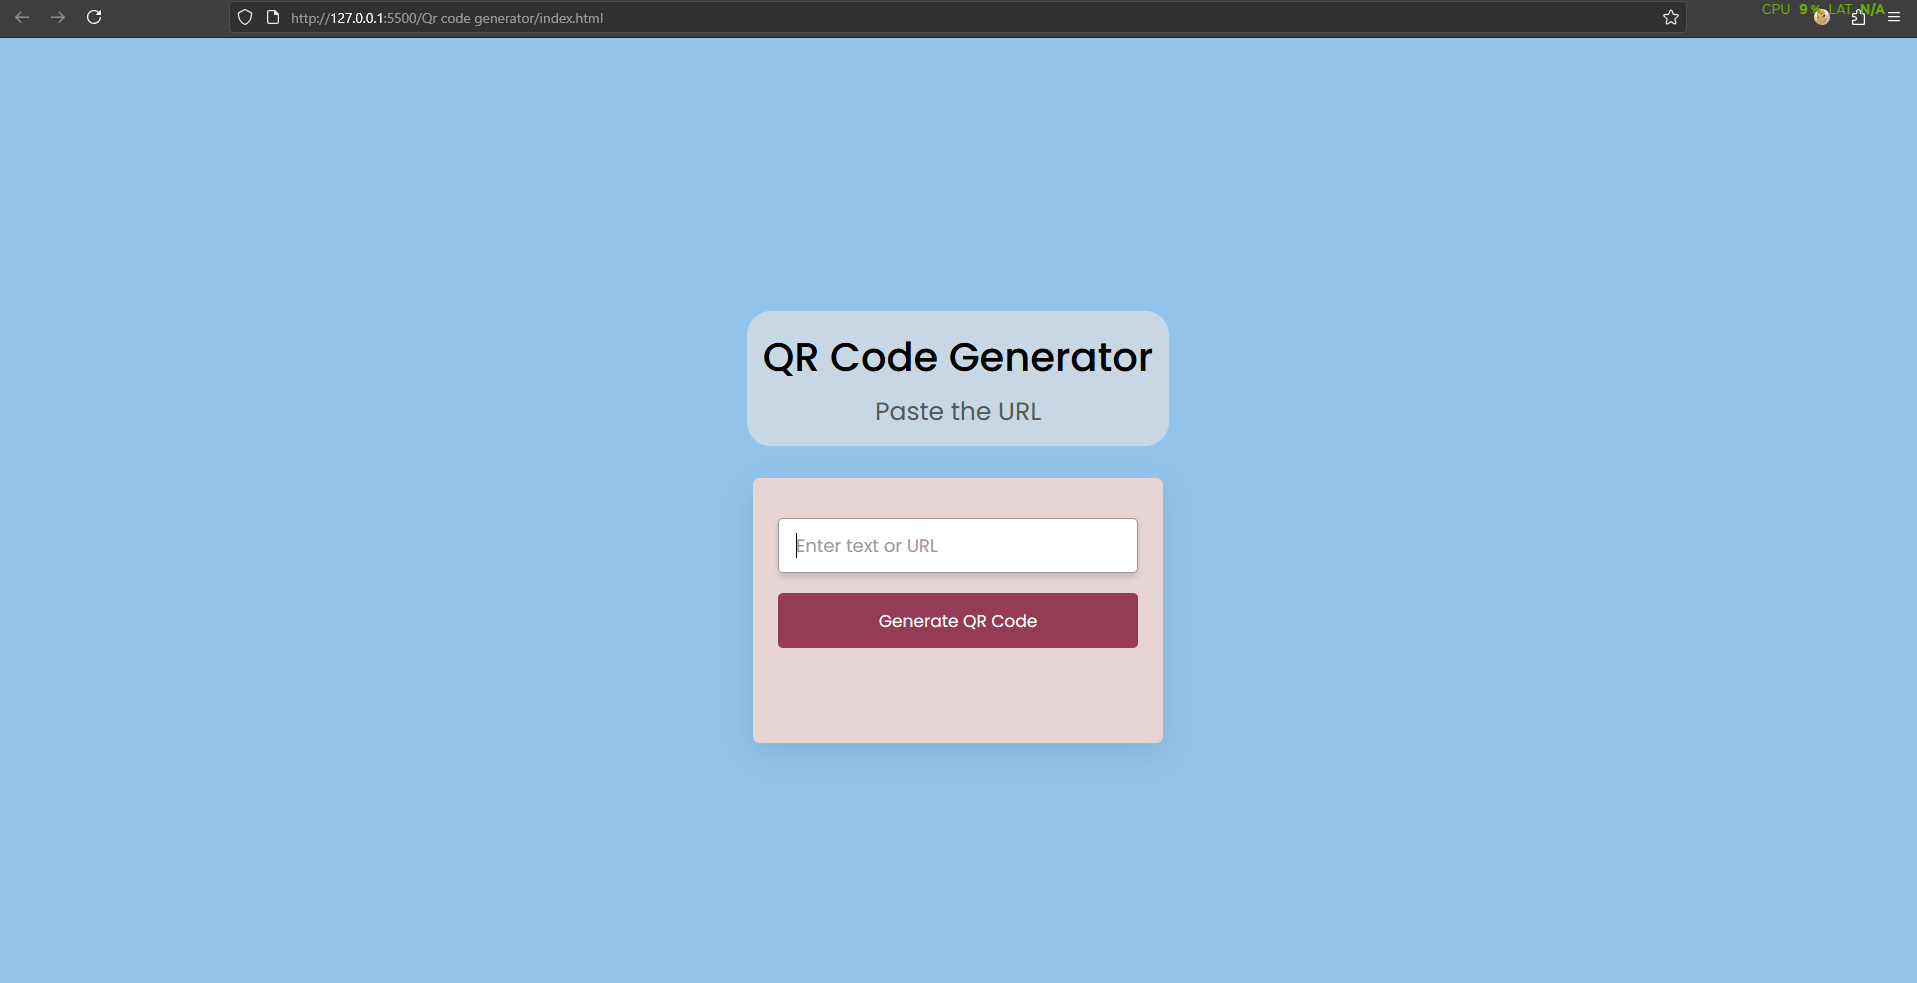 http://127.0.0.1:5500/Qr code generator/index.html
CPU 9 % LAT N/A
QR Code Generator
Paste the URL
Enter text or URL
Generate QR Code